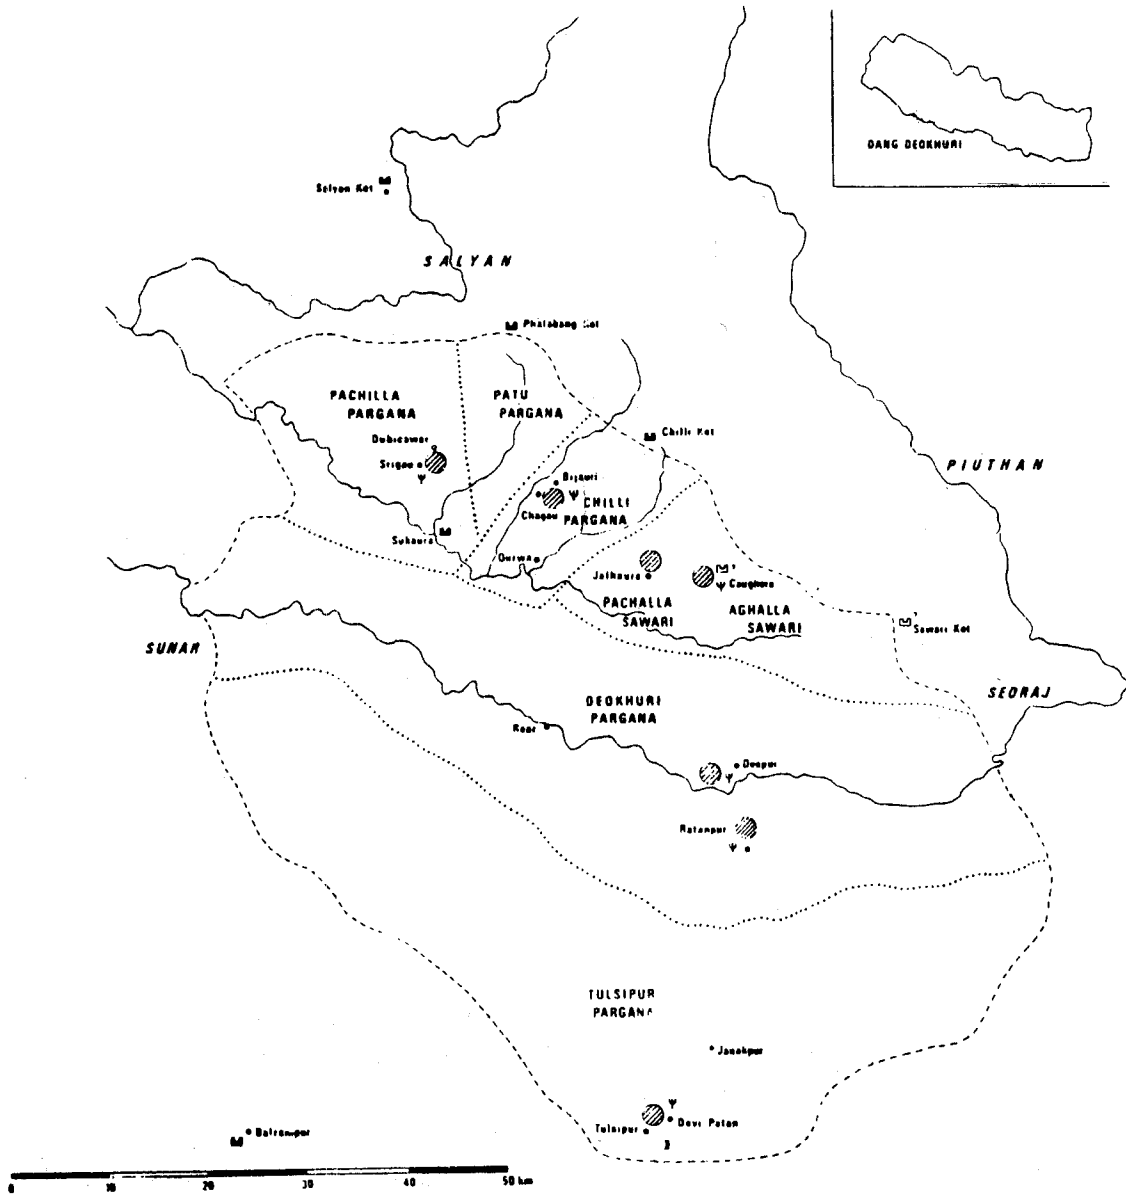 DANG DEOKHURI
Salyan Kot
SALYAN
Phalabang Kot
PACHILLA
PARGANA
PATU
PARGANA
Chilli Kot
Srigau
PIUTHAN
Bijauri
CHILLI
PARGANA
Chagau
Sukaura
PACHALLA
SAWARI
AGHALLA
SAWARI
Sawari Kot
SUNAR
SEORAJ
DEOKHURI
PARGANA
Ratanpur
TULSIPUR
PARGANA
Janakpur
Devi Patan
Tulsipur
Balrampur
0 10 20 30 40 50 km